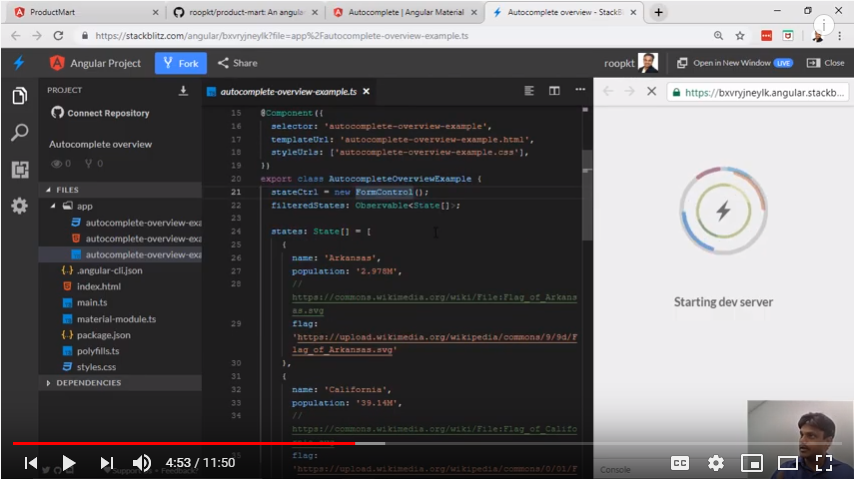 ProductMart
roopkt/product-mart: An angular
Autocomplete | Angular Material
Autocomplete overview - StackBli
https://stackblitz.com/angular/bxvryjneylk?file=app%2Fautocomplete-overview-example.ts
Angular Project
Fork
Share
roopkt
Open in New Window LIVE
Close
PROJECT
Connect Repository
Autocomplete overview
0
0
FILES
app
autocomplete-overview-exa
autocomplete-overview-exa
autocomplete-overview-exa
.angular-cli.json
index.html
main.ts
material-module.ts
package.json
polyfills.ts
styles.css
DEPENDENCIES
autocomplete-overview-example.ts
15 @Component({
16 selector: 'autocomplete-overview-example',
17 templateUrl: 'autocomplete-overview-example.html',
18 styleUrls: ['autocomplete-overview-example.css'],
19 })
20 export class AutocompleteOverviewExample {
21 stateCtrl = new FormControl();
22 filteredStates: Observable<State[]>;
23
24 states: State[] = [
25 {
26 name: 'Arkansas',
27 population: '2.978M',
28 //
https://commons.wikimedia.org/wiki/File:Flag_of_Arkans
as.svg
29 flag:
'https://upload.wikimedia.org/wikipedia/commons/9/9d/F
lag_of_Arkansas.svg'
30 },
31 {
32 name: 'California',
33 population: '39.14M',
34 //
https://commons.wikimedia.org/wiki/File:Flag_of_Califo
flag:
'https://upload.wikimedia.org/wikipedia/commons/0/01/F
https://bxvryjneylk.angular.stackb
Starting dev server
Console
4:53 / 11:50
CC